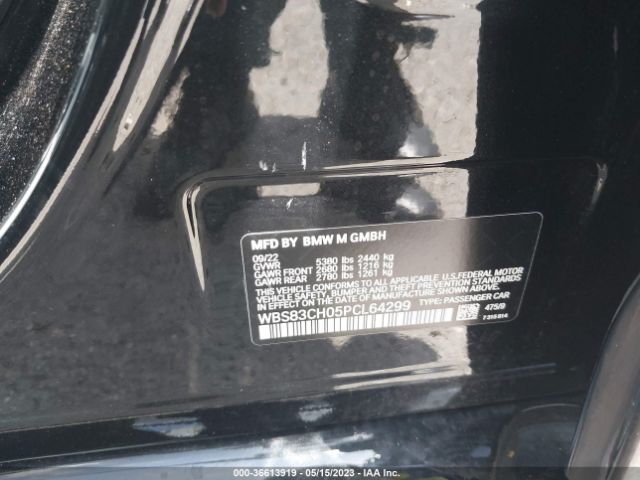 MFD BY BMW M GMBH
09/22
GVWR 5380 lbs 2440 kg
GAWR FRONT 2680 lbs 1216 kg
GAWR REAR 2780 lbs 1261 kg
THIS VEHICLE CONFORMS TO ALL APPLICABLE U.S.FEDERAL MOTOR
VEHICLE SAFETY, BUMPER, AND THEFT PREVENTION STANDARDS
IN EFFECT ON THE DATE OF MANUFACTURE SHOWN ABOVE.
WBS83CH05PCL64299 TYPE: PASSENGER CAR
475/9
7 315 814
000-36613919 - 05/15/2023 - IAA Inc.